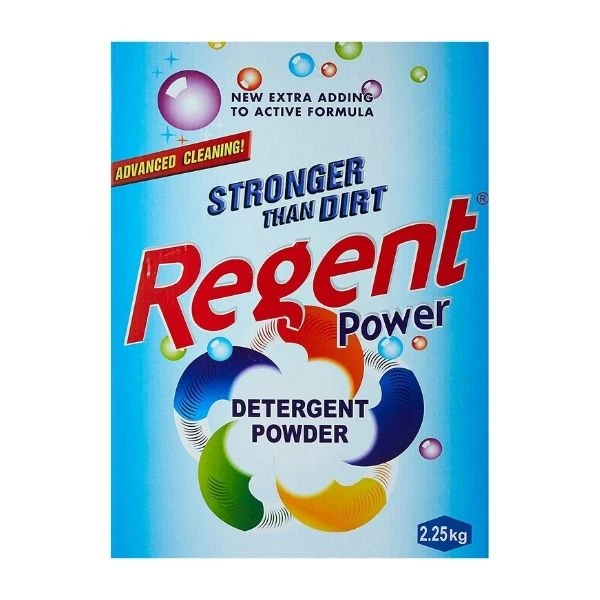 NEW EXTRA ADDING
TO ACTIVE FORMULA
ADVANCED CLEANING!
STRONGER
THAN DIRT
Regent®
Power
DETERGENT
POWDER
2.25kg